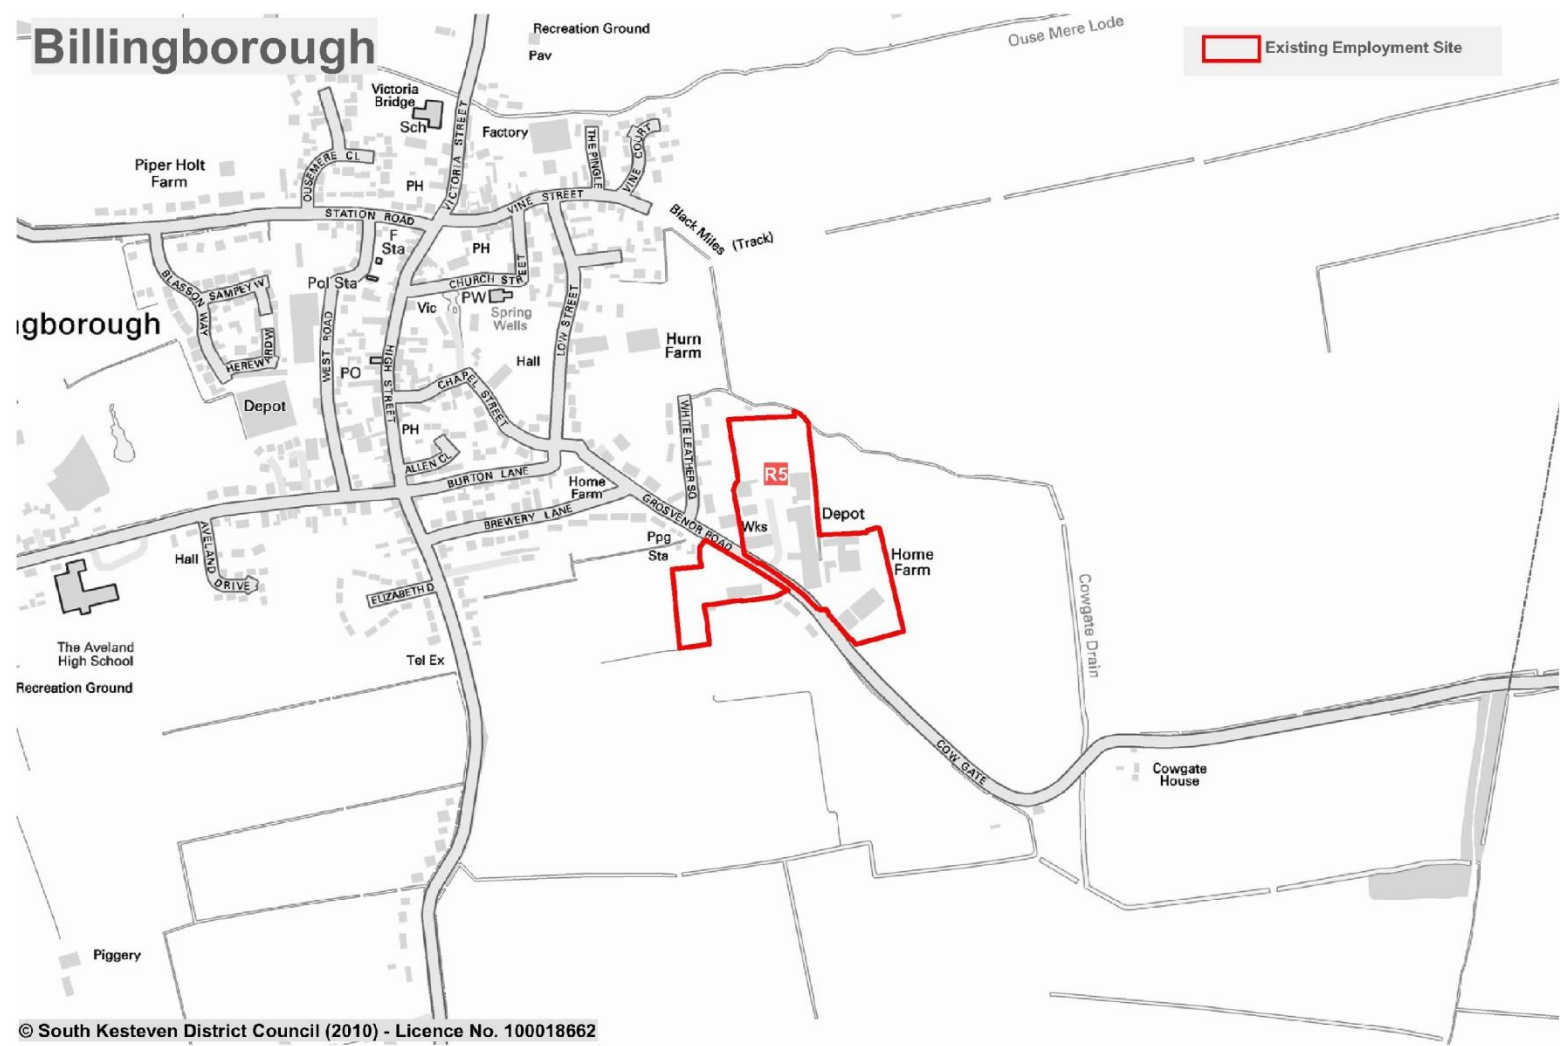 Billingborough
Existing Employment Site
Ouse Mere Lode
Recreation Ground
Pav
Victoria
Bridge
Sch
VICTORIA STREET
Factory
THE PINGLE
VINE COURT
Piper Holt
Farm
OUSEMERE CL
PH
VINE STREET
STATION ROAD
Black Miles (Track)
F
Sta
PH
BLASSON WAY
SAMPEY W
Pol Sta
CHURCH STREET
PW
Vic
Spring
Wells
LOW STREET
ngborough
WEST ROAD
HEREW RDW
HIGH STREET
Hall
Hurn
Farm
PO
CHAPEL STREET
Depot
WHITE LEATHER SQ
PH
ALLEN CL
BURTON LANE
R5
Home
Farm
BREWERY LANE
GROSVENOR ROAD
Wks
Depot
AVELAND DRIVE
Hall
Ppg
Sta
Home
Farm
ELIZABETH D
Cowgate Drain
The Aveland
High School
Tel Ex
Recreation Ground
COW GATE
Cowgate
House
Piggery
© South Kesteven District Council (2010) - Licence No. 100018662